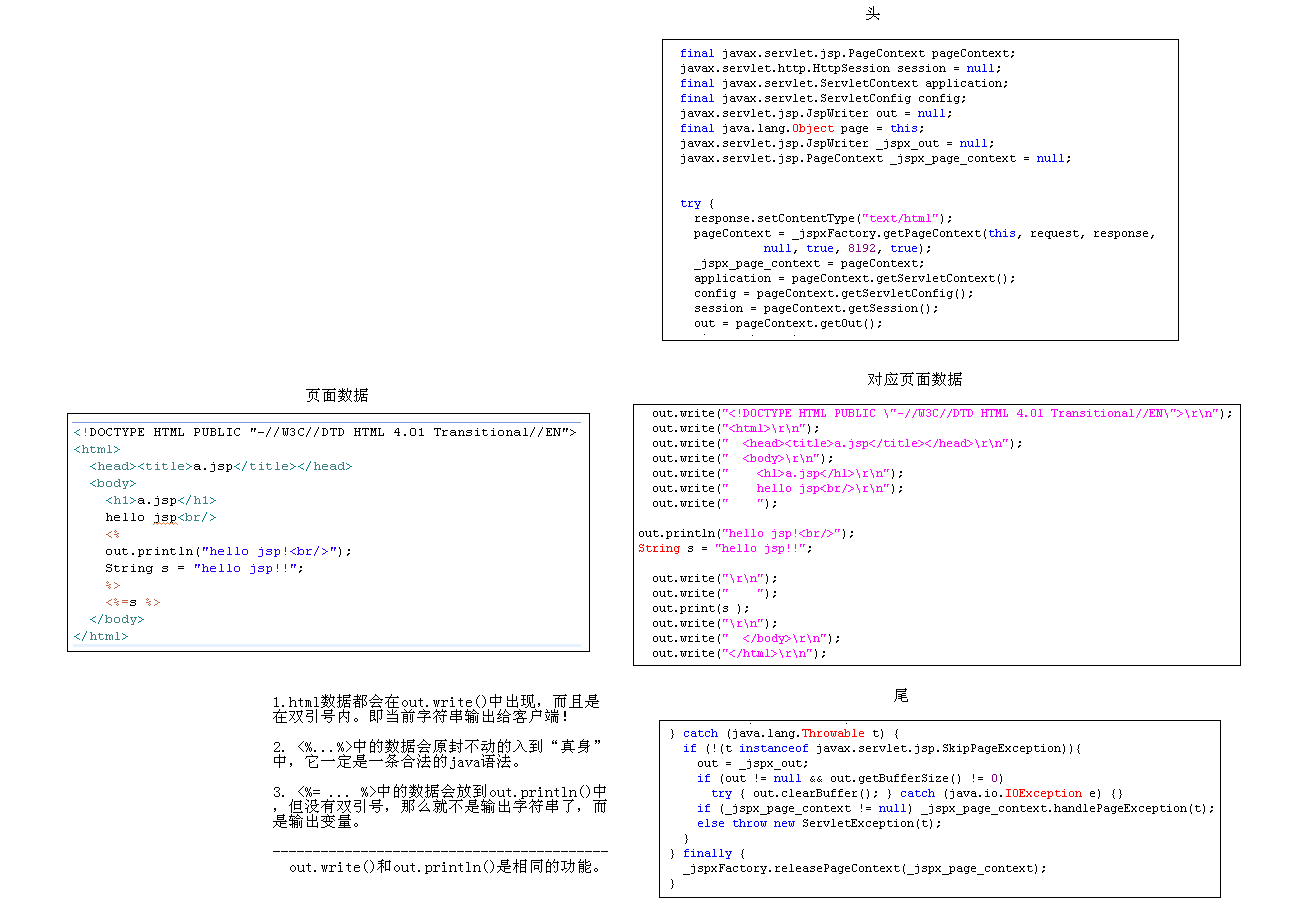 头
final javax.servlet.jsp.PageContext pageContext;
javax.servlet.http.HttpSession session = null;
final javax.servlet.ServletContext application;
final javax.servlet.ServletConfig config;
javax.servlet.jsp.JspWriter out = null;
final java.lang.Object page = this;
javax.servlet.jsp.JspWriter _jspx_out = null;
javax.servlet.jsp.PageContext _jspx_page_context = null;
try {
response.setContentType("text/html");
pageContext = _jspxFactory.getPageContext(this, request, response,
null, true, 8192, true);
_jspx_page_context = pageContext;
application = pageContext.getServletContext();
config = pageContext.getServletConfig();
session = pageContext.getSession();
out = pageContext.getOut();
页面数据
<!DOCTYPE HTML PUBLIC "-//W3C//DTD HTML 4.01 Transitional//EN">
<html>
<head><title>a.jsp</title></head>
<body>
<h1>a.jsp</h1>
hello jsp<br/>
<%
out.println("hello jsp!<br/>");
String s = "hello jsp!!";
%>
<%=s %>
</body>
</html>
对应页面数据
out.write("<!DOCTYPE HTML PUBLIC \"-//W3C//DTD HTML 4.01 Transitional//EN\">\r\n");
out.write("<html>\r\n");
out.write("  <head><title>a.jsp</title></head>\r\n");
out.write("  <body>\r\n");
out.write("    <h1>a.jsp</h1>\r\n");
out.write("    hello jsp<br/>\r\n");
out.write("    ");
out.println("hello jsp!<br/>");
String s = "hello jsp!!";
out.write("\r\n");
out.write("    ");
out.print(s );
out.write("\r\n");
out.write("  </body>\r\n");
out.write("</html>\r\n");
1.html数据都会在out.write()中出现，而且是
在双引号内。即当前字符串输出给客户端！
2. <%...%>中的数据会原封不动的入到“真身”
中，它一定是一条合法的java语法。
3. <%= ... %>中的数据会放到out.println()中
，但没有双引号，那么就不是输出字符串了，而
是输出变量。
------------------------------------------
out.write()和out.println()是相同的功能。
尾
} catch (java.lang.Throwable t) {
if (!(t instanceof javax.servlet.jsp.SkipPageException)){
out = _jspx_out;
if (out != null && out.getBufferSize() != 0)
try { out.clearBuffer(); } catch (java.io.IOException e) {}
if (_jspx_page_context != null) _jspx_page_context.handlePageException(t);
else throw new ServletException(t);
}
} finally {
_jspxFactory.releasePageContext(_jspx_page_context);
}